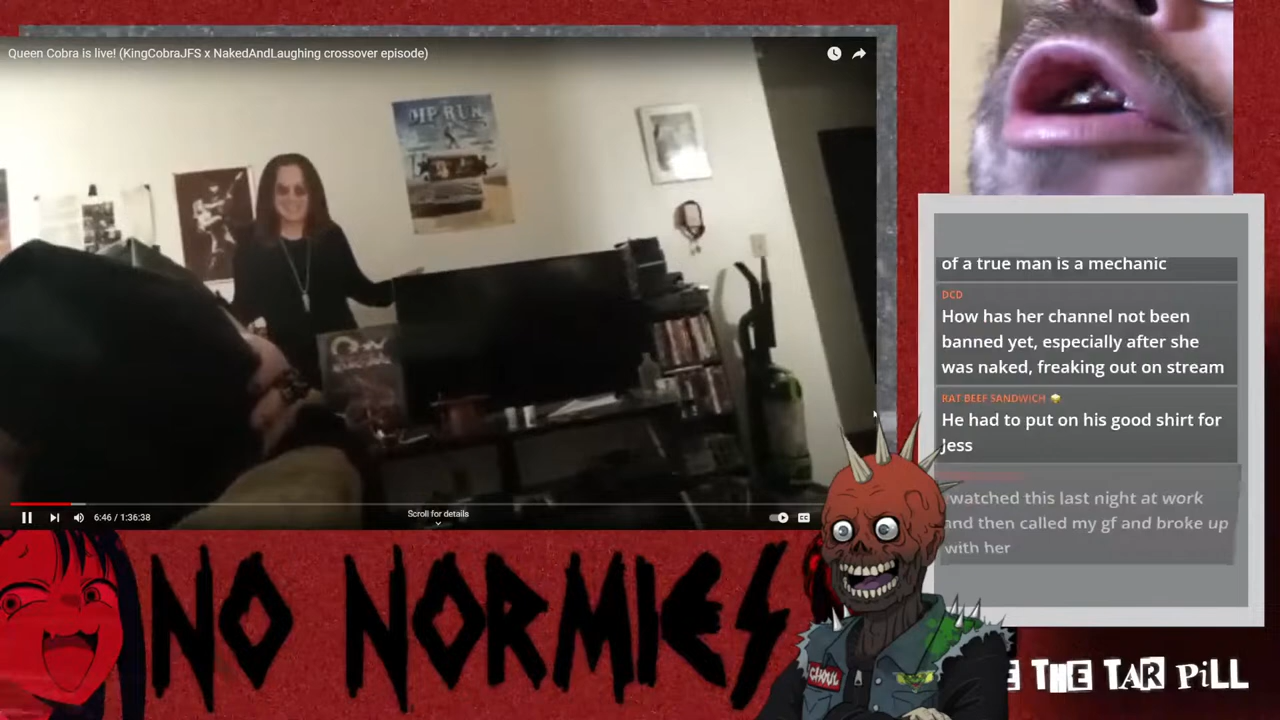 Queen Cobra is live! (KingCobraJFS x NakedAndLaughing crossover episode)
DIP RUN
6:46 / 1:36:38
Scroll for details
CC
of a true man is a mechanic
DCD
How has her channel not been
banned yet, especially after she
was naked, freaking out on stream
RAT BEEF SANDWICH
He had to put on his good shirt for
Jess
watched this last night at work
and then called my gf and broke up
with her
NO NORMIES
GHOUL
THE TAR PiLL